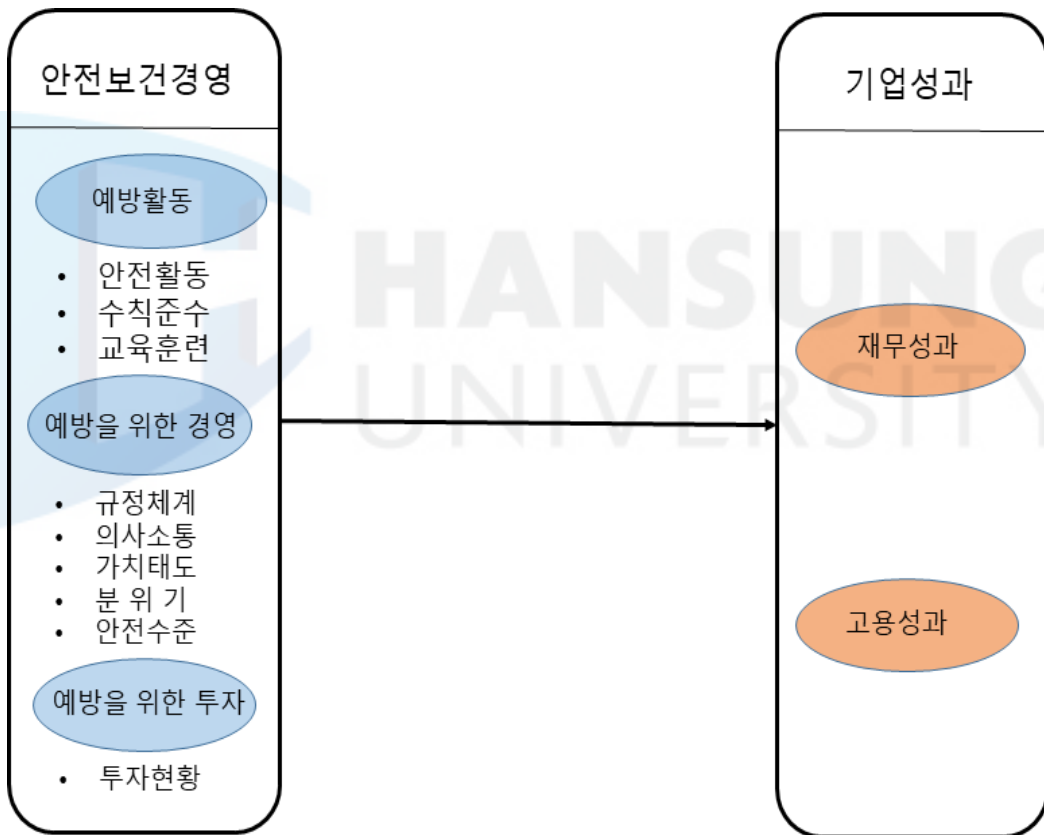 안전보건경영
예방활동
• 안전활동
• 수칙준수
• 교육훈련
예방을 위한 경영
• 규정체계
• 의사소통
• 가치태도
• 분 위 기
• 안전수준
예방을 위한 투자
• 투자현황
기업성과
재무성과
고용성과
HANSUNG
UNIVERSITY